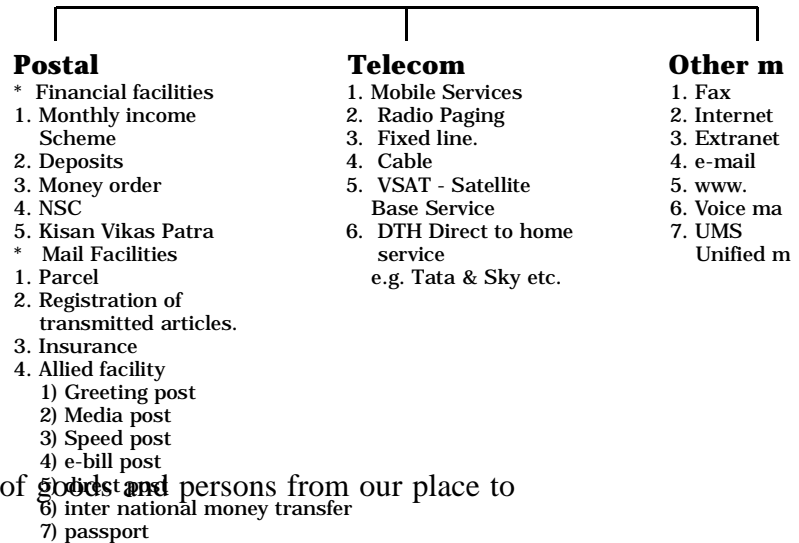 Postal
* Financial facilities
1. Monthly income
Scheme
2. Deposits
3. Money order
4. NSC
5. Kisan Vikas Patra
* Mail Facilities
1. Parcel
2. Registration of
transmitted articles.
3. Insurance
4. Allied facility
1) Greeting post
2) Media post
3) Speed post
4) e-bill post
5) direct post
6) inter national money transfer
7) passport
Telecom
1. Mobile Services
2. Radio Paging
3. Fixed line.
4. Cable
5. VSAT - Satellite
Base Service
6. DTH Direct to home
service
e.g. Tata & Sky etc.
Other m
1. Fax
2. Internet
3. Extranet
4. e-mail
5. www.
6. Voice ma
7. UMS
Unified m
of goods and persons from our place to